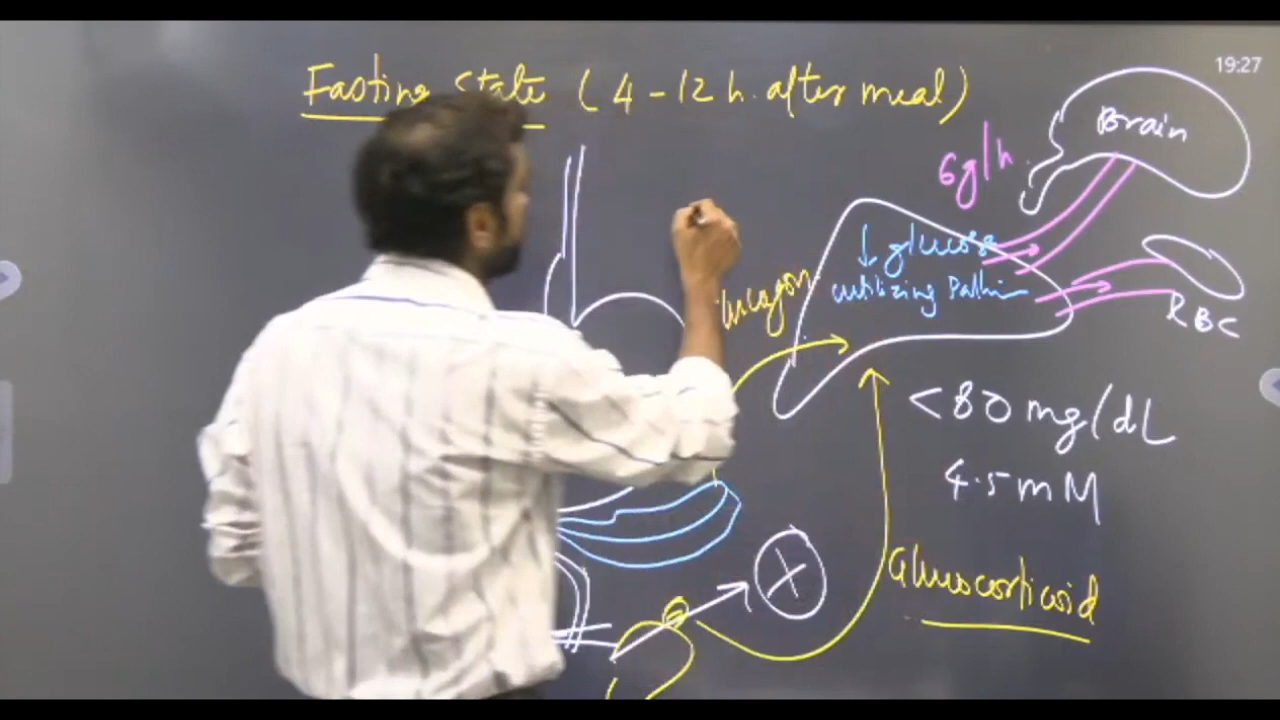 19:27
Fasting State (4-12 h. after meal)
Brain
6g/h.
↓ glucose
utilizing
RBC
<80 mg/dL
4.5 mM
X
Glucocorticoid